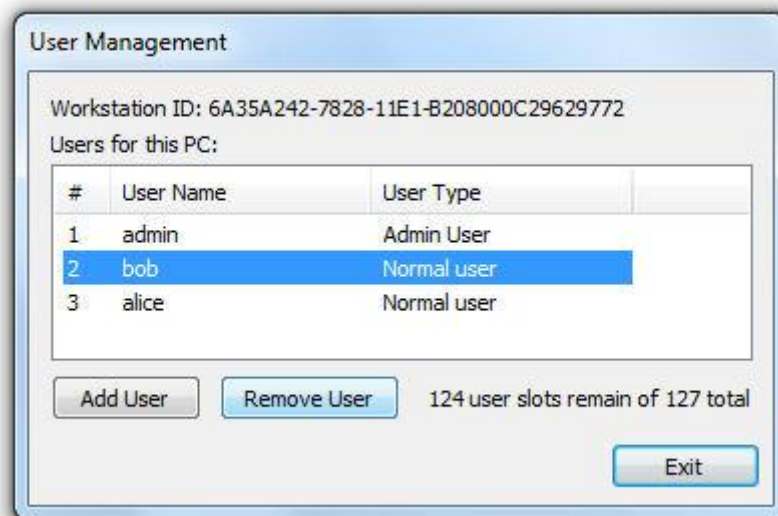 User Management
Workstation ID: 6A35A242-7828-11E1-B208000C29629772
Users for this PC:
# User Name User Type
1 admin Admin User
2 bob Normal user
3 alice Normal user
Add User Remove User 124 user slots remain of 127 total
Exit